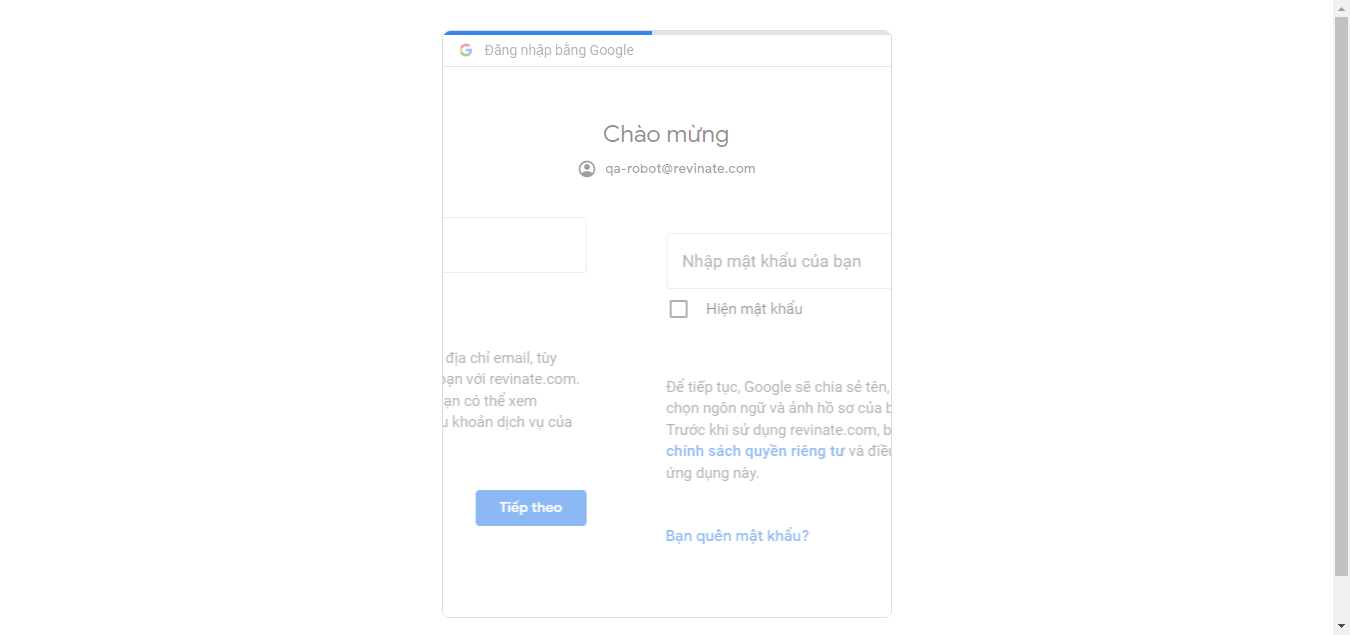 Đăng nhập bằng Google
Chào mừng
qa-robot@revinate.com
địa chỉ email, tùy
với revinate.com.
có thể xem
khoản dịch vụ của
Tiếp theo
Nhập mật khẩu của bạn
Hiện mật khẩu
Để tiếp tục, Google sẽ chia sẻ tên,
chọn ngôn ngữ và ảnh hồ sơ của
Trước khi sử dụng revinate.com,
chính sách quyền riêng tư và
ứng dụng này.
Bạn quên mật khẩu?